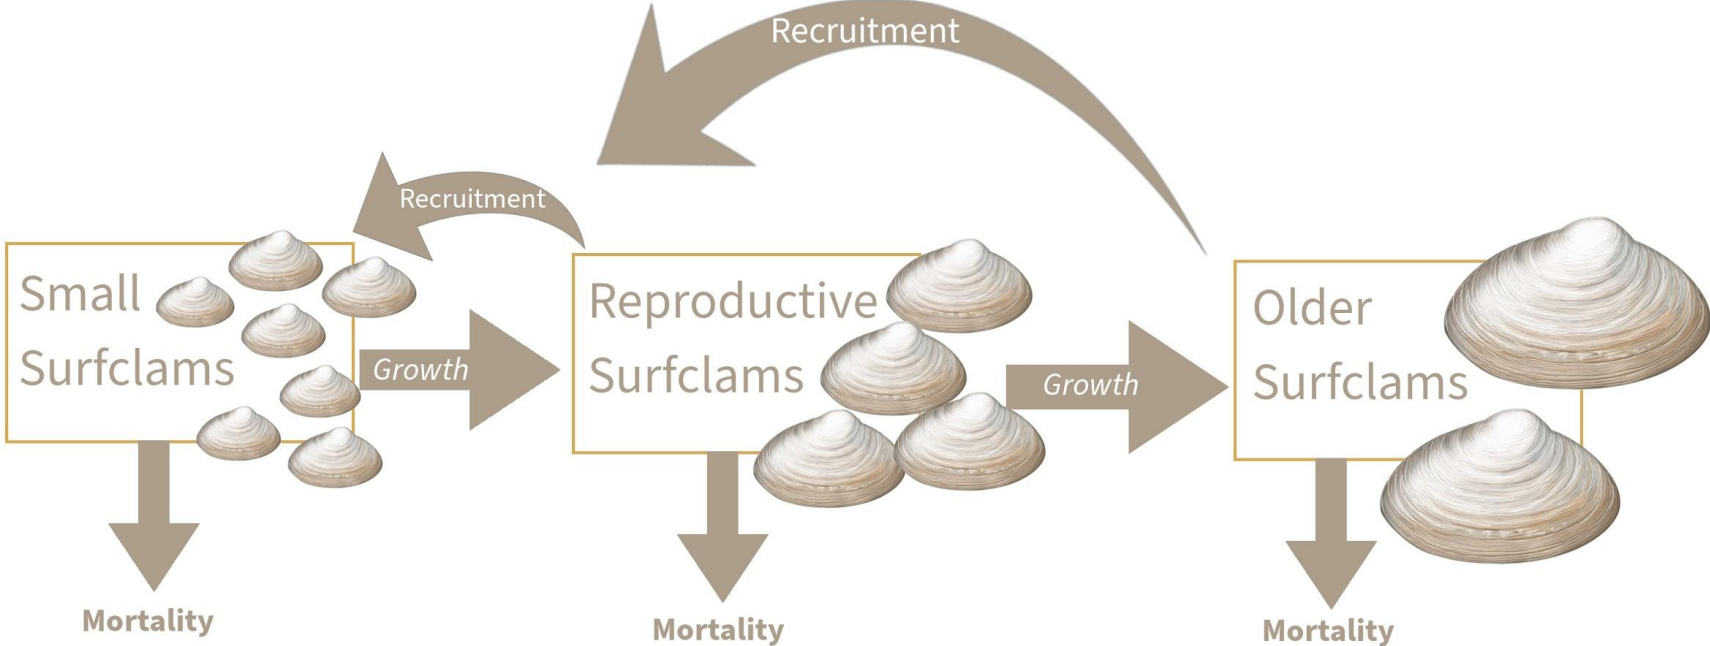 Recruitment
Recruitment
Small
Surfclams
Growth
Mortality
Reproductive
Surfclams
Growth
Mortality
Older
Surfclams
Mortality